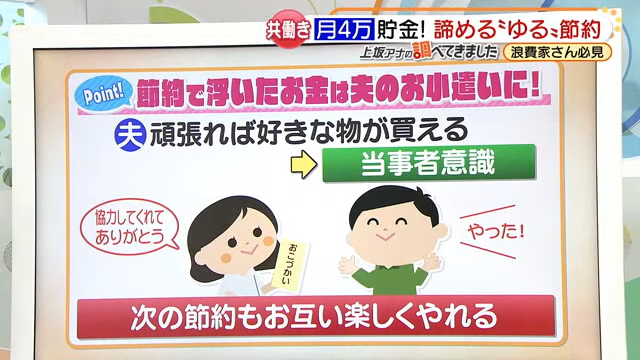 共働き 月4万貯金! 諦める〝ゆる〟節約
上坂アナの調べてきました 浪費家さん必見
Point! 節約で浮いたお金は夫のお小遣いに!
夫 頑張れば好きな物が買える
当事者意識
協力してくれて
ありがとう
おこづかい
やった!
次の節約もお互い楽しくやれる